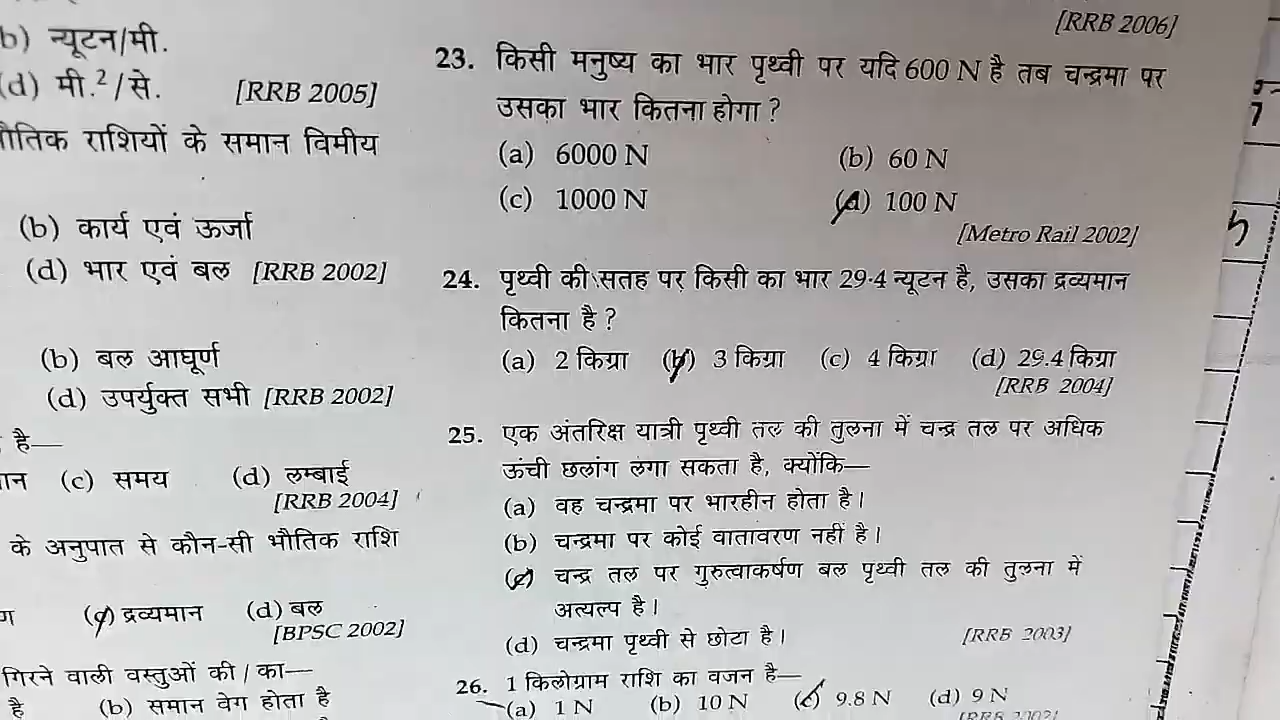 b) न्यूटन/मी.
(d) मी.²/से. [RRB 2005]
भौतिक राशियों के समान विमीय
(b) कार्य एवं ऊर्जा
(d) भार एवं बल [RRB 2002]
(b) बल आघूर्ण
(d) उपर्युक्त सभी [RRB 2002]
है—
(c) समय (d) लम्बाई
[RRB 2004]
के अनुपात से कौन-सी भौतिक राशि
(c) द्रव्यमान (d) बल
[BPSC 2002]
गिरने वाली वस्तुओं की/का—
है (b) समान वेग होता है
[RRB 2006]
23. किसी मनुष्य का भार पृथ्वी पर यदि 600 N है तब चन्द्रमा पर
उसका भार कितना होगा ?
(a) 6000 N (b) 60 N
(c) 1000 N (d) 100 N
[Metro Rail 2002]
24. पृथ्वी की सतह पर किसी का भार 29·4 न्यूटन है, उसका द्रव्यमान
कितना है ?
(a) 2 किग्रा (b) 3 किग्रा (c) 4 किग्रा (d) 29.4 किग्रा
[RRB 2004]
25. एक अंतरिक्ष यात्री पृथ्वी तल की तुलना में चन्द्र तल पर अधिक
ऊंची छलांग लगा सकता है, क्योंकि—
(a) वह चन्द्रमा पर भारहीन होता है।
(b) चन्द्रमा पर कोई वातावरण नहीं है।
(c) चन्द्र तल पर गुरुत्वाकर्षण बल पृथ्वी तल की तुलना में
अत्यल्प है।
(d) चन्द्रमा पृथ्वी से छोटा है। [RRB 2003]
26. 1 किलोग्राम राशि का वजन है—
(a) 1 N (b) 10 N (c) 9.8 N (d) 9 N
[RRB 2002]